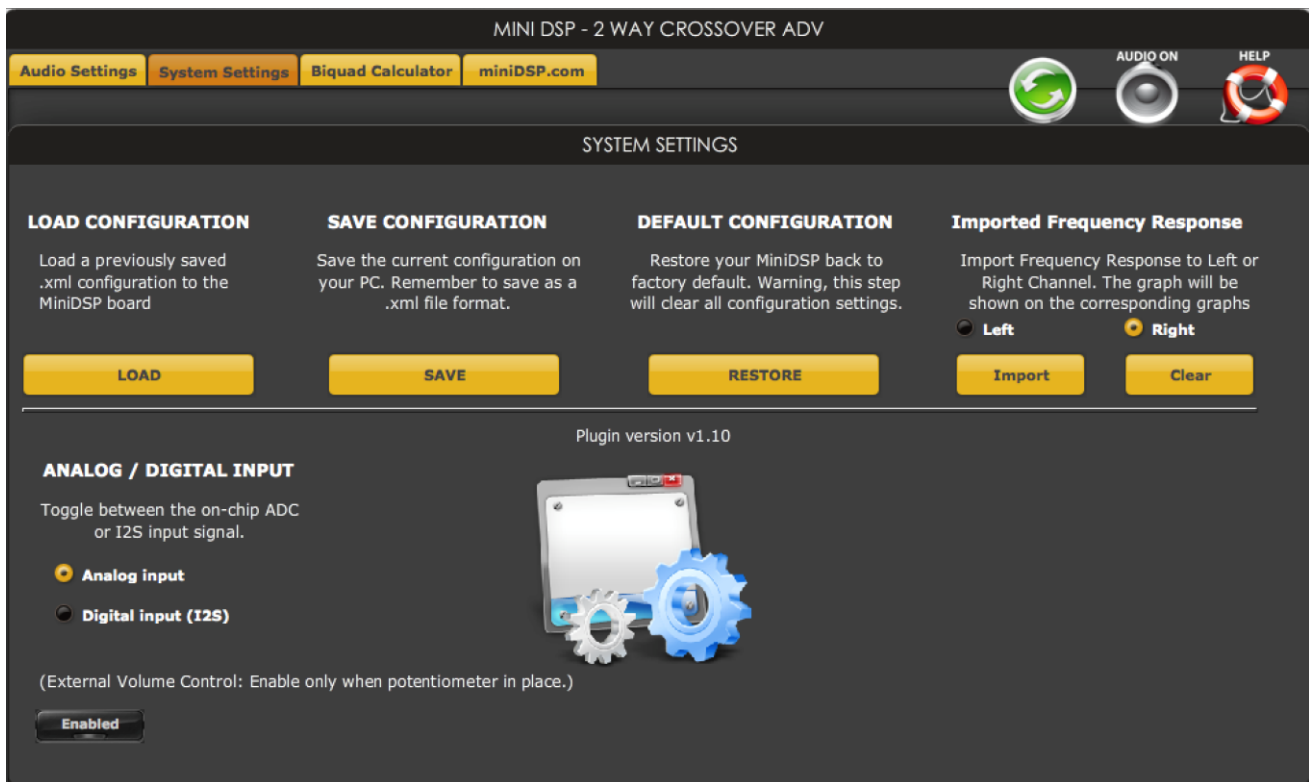 MINI DSP - 2 WAY CROSSOVER ADV
Audio Settings
System Settings
Biquad Calculator
miniDSP.com
AUDIO ON
HELP
SYSTEM SETTINGS
LOAD CONFIGURATION
Load a previously saved
.xml configuration to the
MiniDSP board
LOAD
SAVE CONFIGURATION
Save the current configuration on
your PC. Remember to save as a
.xml file format.
SAVE
DEFAULT CONFIGURATION
Restore your MiniDSP back to
factory default. Warning, this step
will clear all configuration settings.
RESTORE
Imported Frequency Response
Import Frequency Response to Left or
Right Channel. The graph will be
shown on the corresponding graphs
Left
Right
Import
Clear
Plugin version v1.10
ANALOG / DIGITAL INPUT
Toggle between the on-chip ADC
or I2S input signal.
Analog input
Digital input (I2S)
(External Volume Control: Enable only when potentiometer in place.)
Enabled